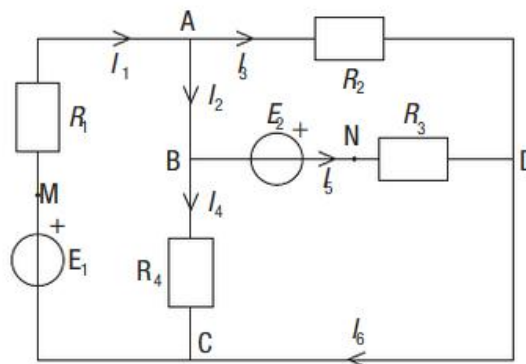 A
I1 I3 R2
R1 I2 E2 + N R3
B I5 D
M I4
+
E1 R4
C I6